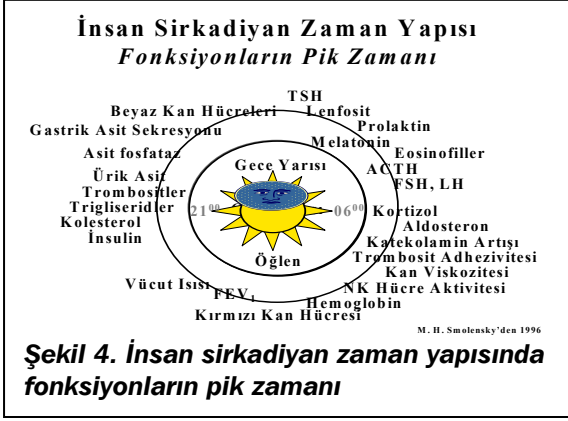 İnsan Sirkadiyan Zaman Yapısı
Fonksiyonların Pik Zamanı
TSH
Beyaz Kan Hücreleri Lenfosit
Gastrik Asit Sekresyonu Prolaktin
Melatonin
Asit fosfataz Eosinofiller
Gece Yarısı ACTH
Ürik Asit FSH, LH
Trombositler
Trigliseridler 21⁰⁰ 06⁰⁰ Kortizol
Kolesterol Aldosteron
İnsulin Katekolamin Artışı
Öğlen Trombosit Adhezivitesi
Kan Viskozitesi
Vücut Isısı NK Hücre Aktivitesi
FEV₁ Hemoglobin
Kırmızı Kan Hücresi
M. H. Smolensky'den 1996
Şekil 4. İnsan sirkadiyan zaman yapısında
fonksiyonların pik zamanı